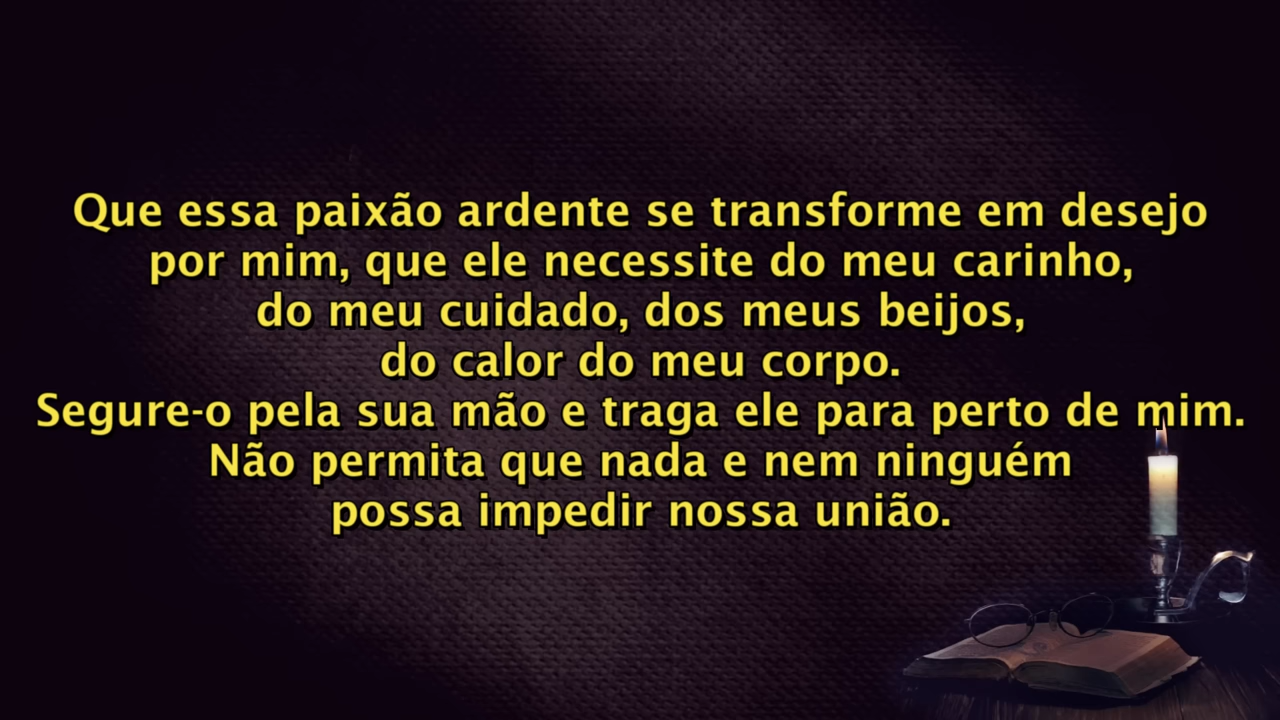 Que essa paixão ardente se transforme em desejo
por mim, que ele necessite do meu carinho,
do meu cuidado, dos meus beijos,
do calor do meu corpo.
Segure-o pela sua mão e traga ele para perto de mim.
Não permita que nada e nem ninguém
possa impedir nossa união.